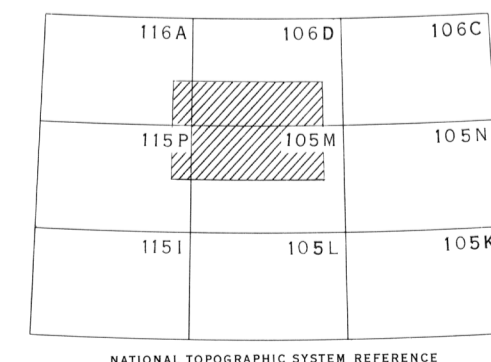 116A 106D 106C
115P 105M 105N
115I 105L 105K
NATIONAL TOPOGRAPHIC SYSTEM REFERENCE